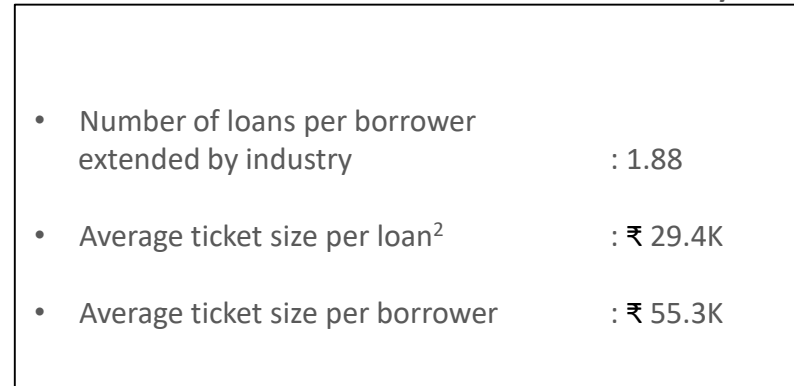 • Number of loans per borrower
extended by industry : 1.88
• Average ticket size per loan² : ₹ 29.4K
• Average ticket size per borrower : ₹ 55.3K